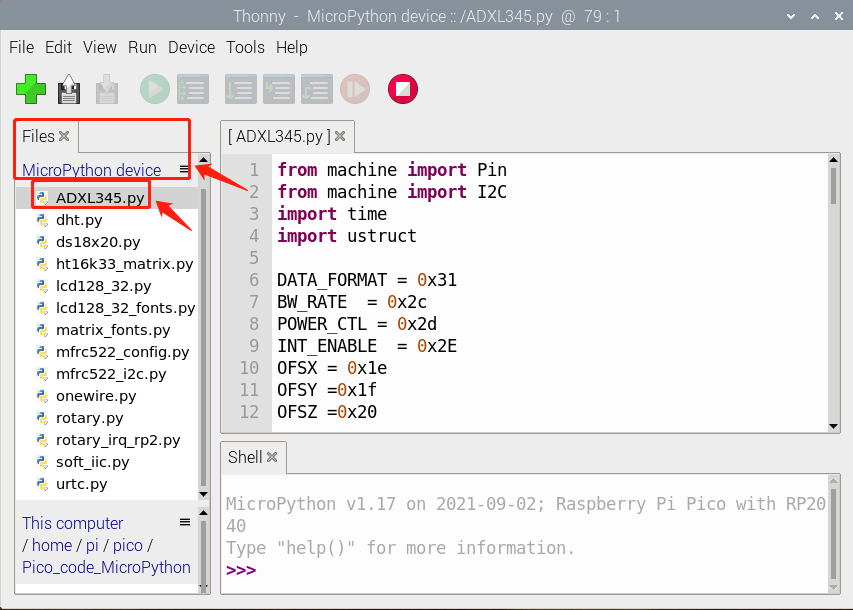 Thonny - MicroPython device :: /ADXL345.py @ 79 : 1
File Edit View Run Device Tools Help
Files
MicroPython device
ADXL345.py
dht.py
ds18x20.py
ht16k33_matrix.py
lcd128_32.py
lcd128_32_fonts.py
matrix_fonts.py
mfrc522_config.py
mfrc522_i2c.py
onewire.py
rotary.py
rotary_irq_rp2.py
soft_iic.py
urtc.py
This computer
/ home / pi / pico /
Pico_code_MicroPython
[ ADXL345.py ]
1 from machine import Pin
2 from machine import I2C
3 import time
4 import ustruct
5
6 DATA_FORMAT = 0x31
7 BW_RATE  = 0x2c
8 POWER_CTL = 0x2d
9 INT_ENABLE  = 0x2E
10 OFSX = 0x1e
11 OFSY =0x1f
12 OFSZ =0x20
Shell
MicroPython v1.17 on 2021-09-02; Raspberry Pi Pico with RP20
40
Type "help()" for more information.
>>>